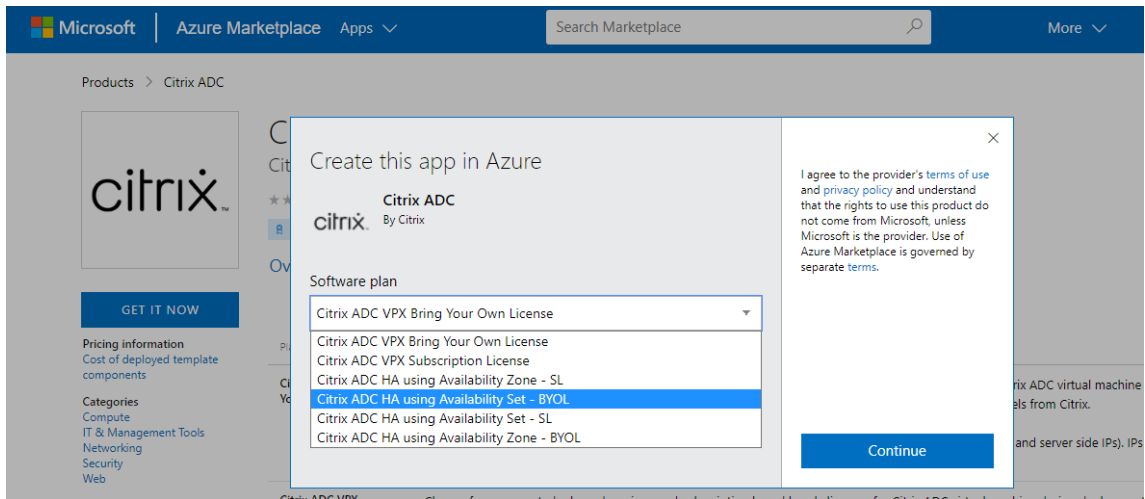 Microsoft
Azure Marketplace
Apps
Search Marketplace
More
Products > Citrix ADC
citrix
C
Cit
Ov
GET IT NOW
Pricing information
Cost of deployed template
components
Categories
Compute
IT & Management Tools
Networking
Security
Web
Create this app in Azure
citrix.
Citrix ADC
By Citrix
Software plan
Citrix ADC VPX Bring Your Own License
Citrix ADC VPX Bring Your Own License
Citrix ADC VPX Subscription License
Citrix ADC HA using Availability Zone - SL
Citrix ADC HA using Availability Set - BYOL
Citrix ADC HA using Availability Set - SL
Citrix ADC HA using Availability Zone - BYOL
I agree to the provider's terms of use
and privacy policy and understand
that the rights to use this product do
not come from Microsoft, unless
Microsoft is the provider. Use of
Azure Marketplace is governed by
separate terms.
Continue
rix ADC virtual machine
els from Citrix.
and server side IPs). IPs